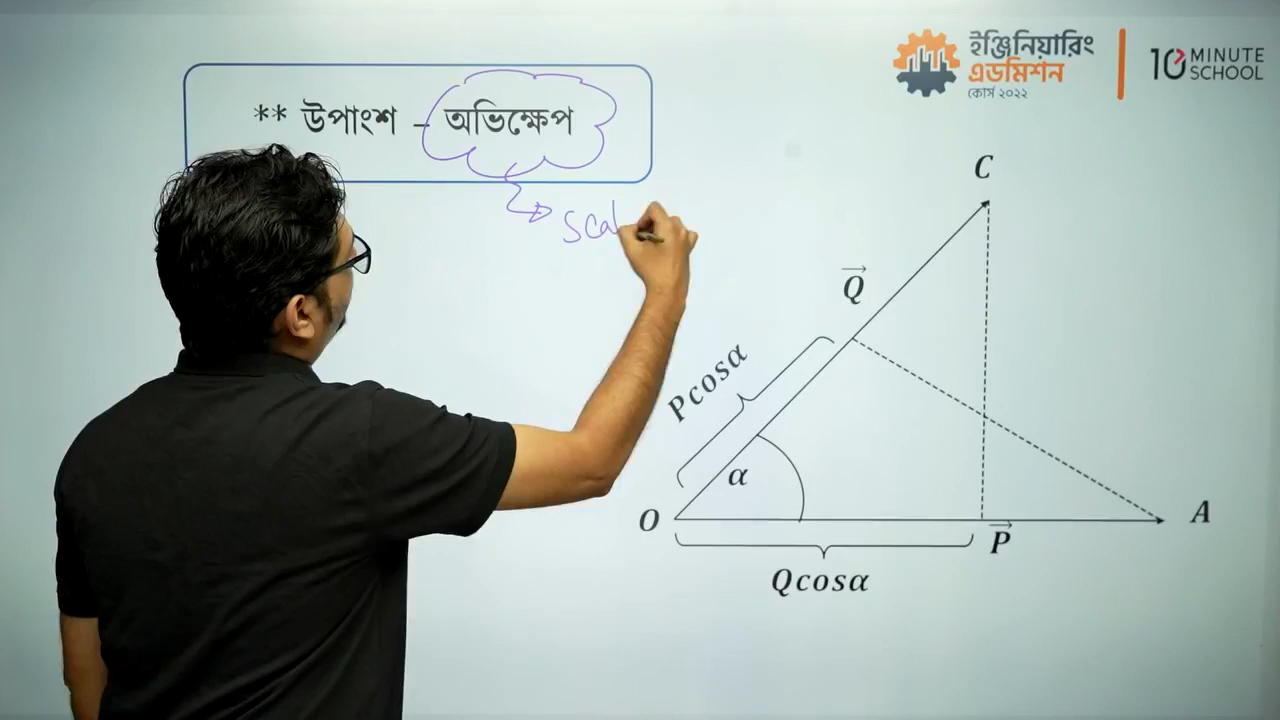 ইঞ্জিনিয়ারিং
এডমিশন
কোর্স ২০২২
10 MINUTE SCHOOL
** উপাংশ – অভিক্ষেপ
scal
C
Q
Pcosα
α
O
A
P
Qcosα